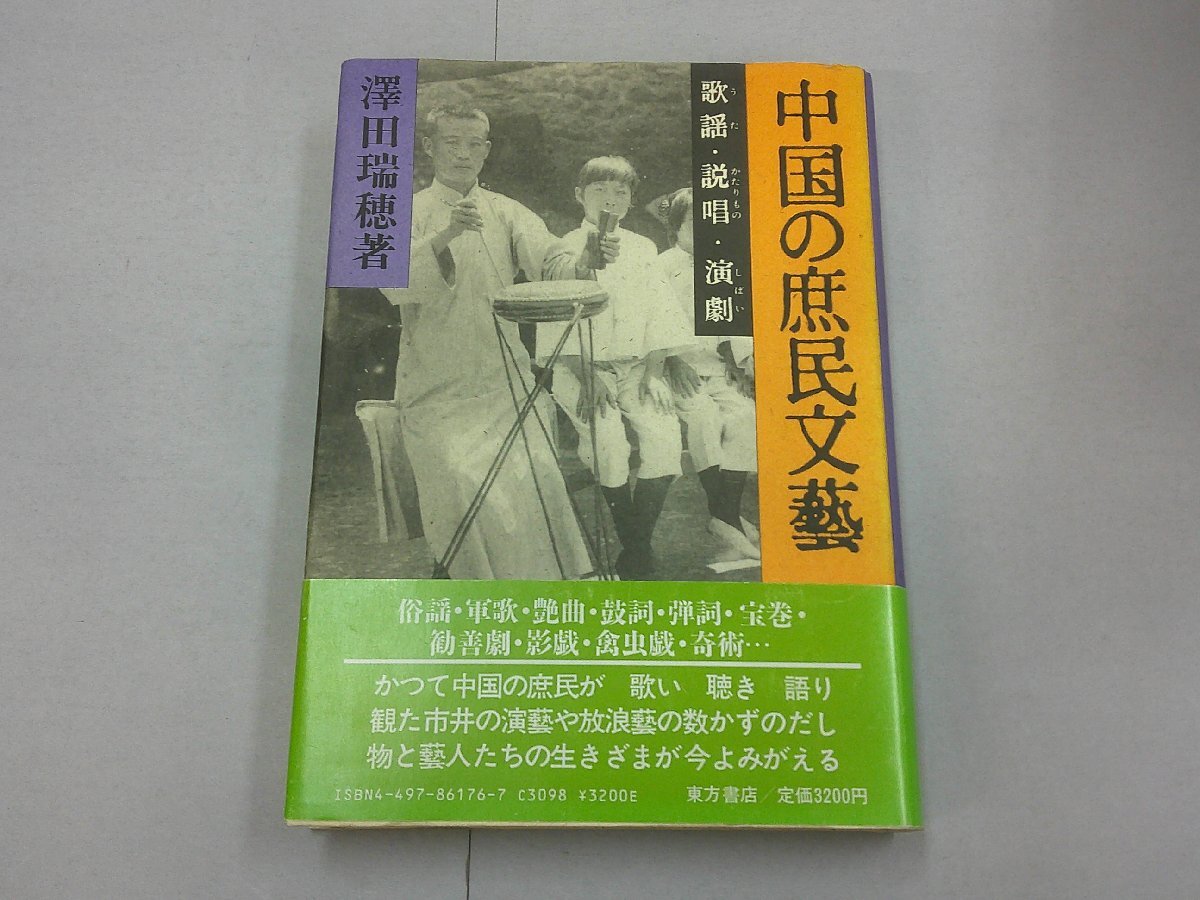 中国の庶民文藝
歌謡・説唱・演劇
うた
かたりもの
しばい
澤田瑞穂著
俗謡・軍歌・艶曲・鼓詞・弾詞・宝巻・
勧善劇・影戯・禽虫戯・奇術…
かつて中国の庶民が 歌い 聴き 語り
観た市井の演藝や放浪藝の数かずのだし
物と藝人たちの生きざまが今よみがえる
ISBN4-497-86176-7 C3098 ¥3200E 東方書店/定価3200円